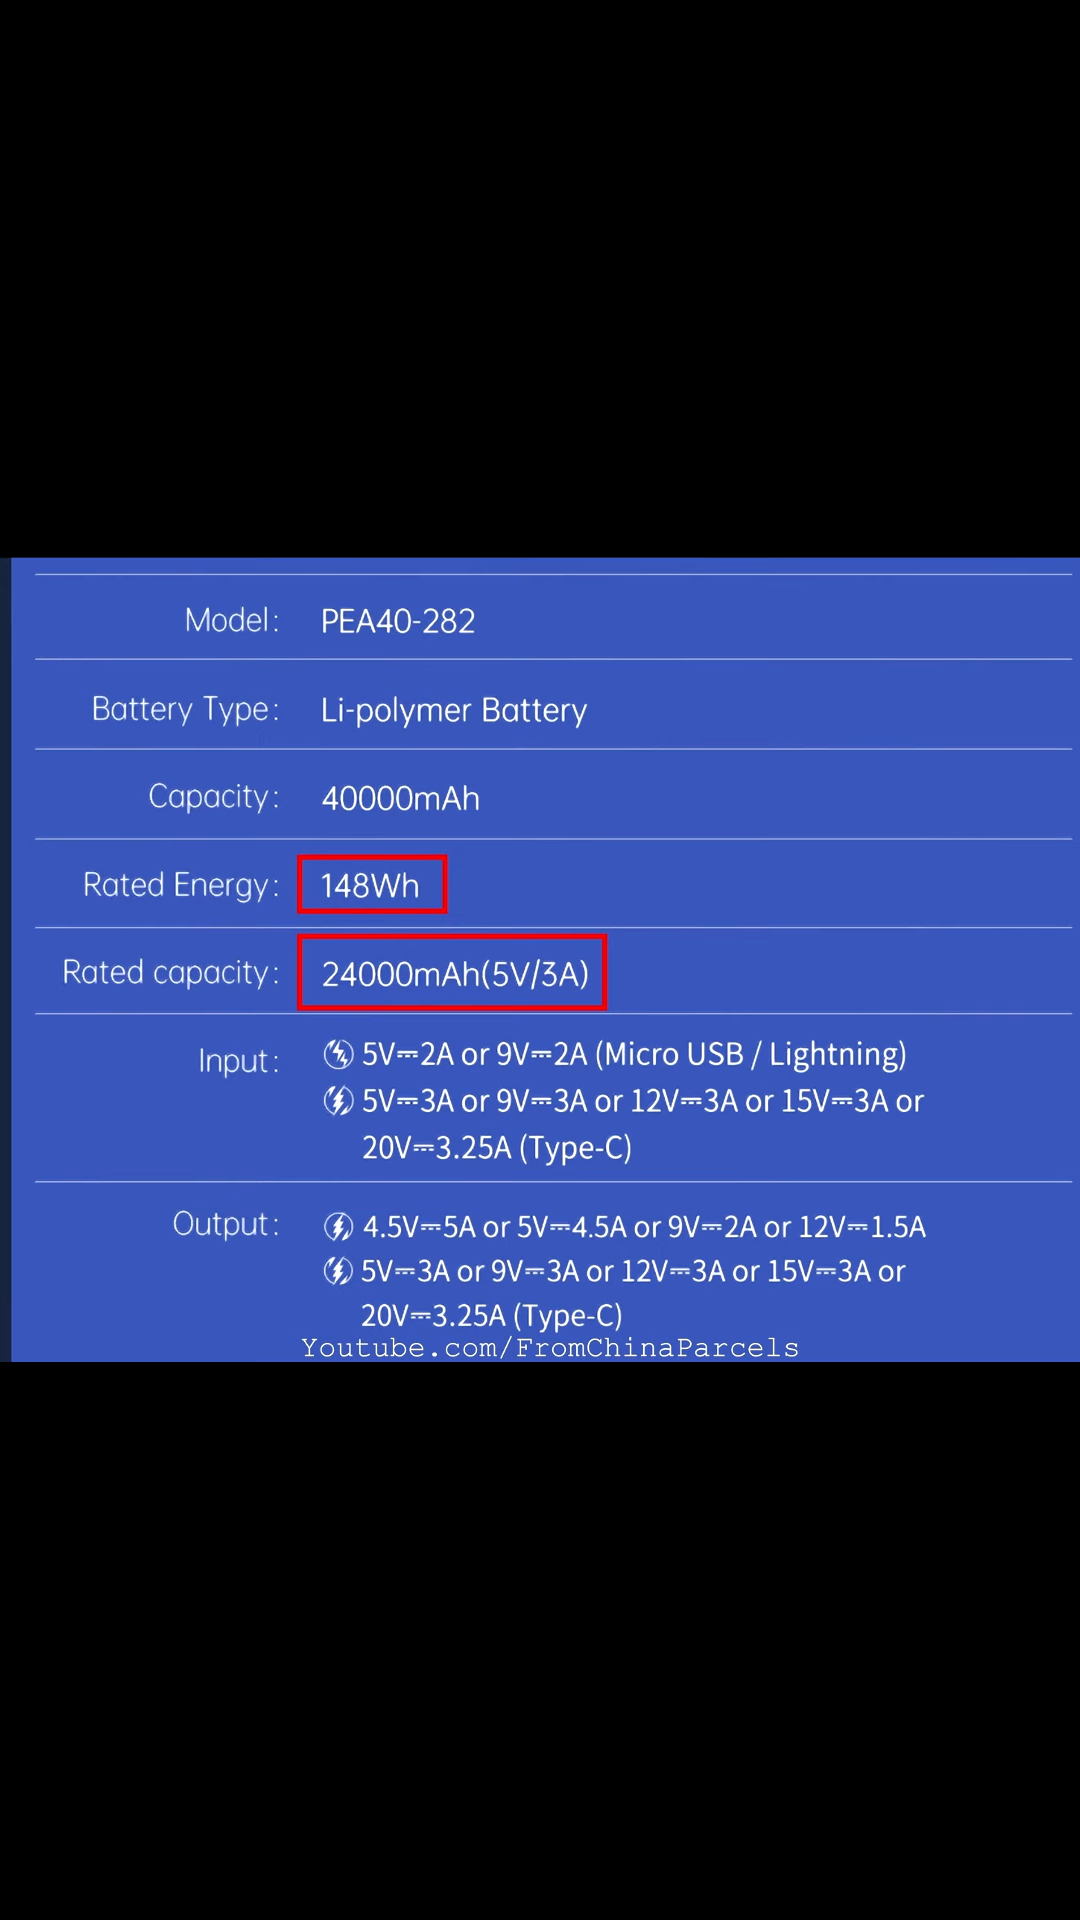 Model: PEA40-282
Battery Type: Li-polymer Battery
Capacity: 40000mAh
Rated Energy: 148Wh
Rated capacity: 24000mAh(5V/3A)
Input: 5V⎓2A or 9V⎓2A (Micro USB / Lightning)
5V⎓3A or 9V⎓3A or 12V⎓3A or 15V⎓3A or
20V⎓3.25A (Type-C)
Output: 4.5V⎓5A or 5V⎓4.5A or 9V⎓2A or 12V⎓1.5A
5V⎓3A or 9V⎓3A or 12V⎓3A or 15V⎓3A or
20V⎓3.25A (Type-C)
Youtube.com/FromChinaParcels